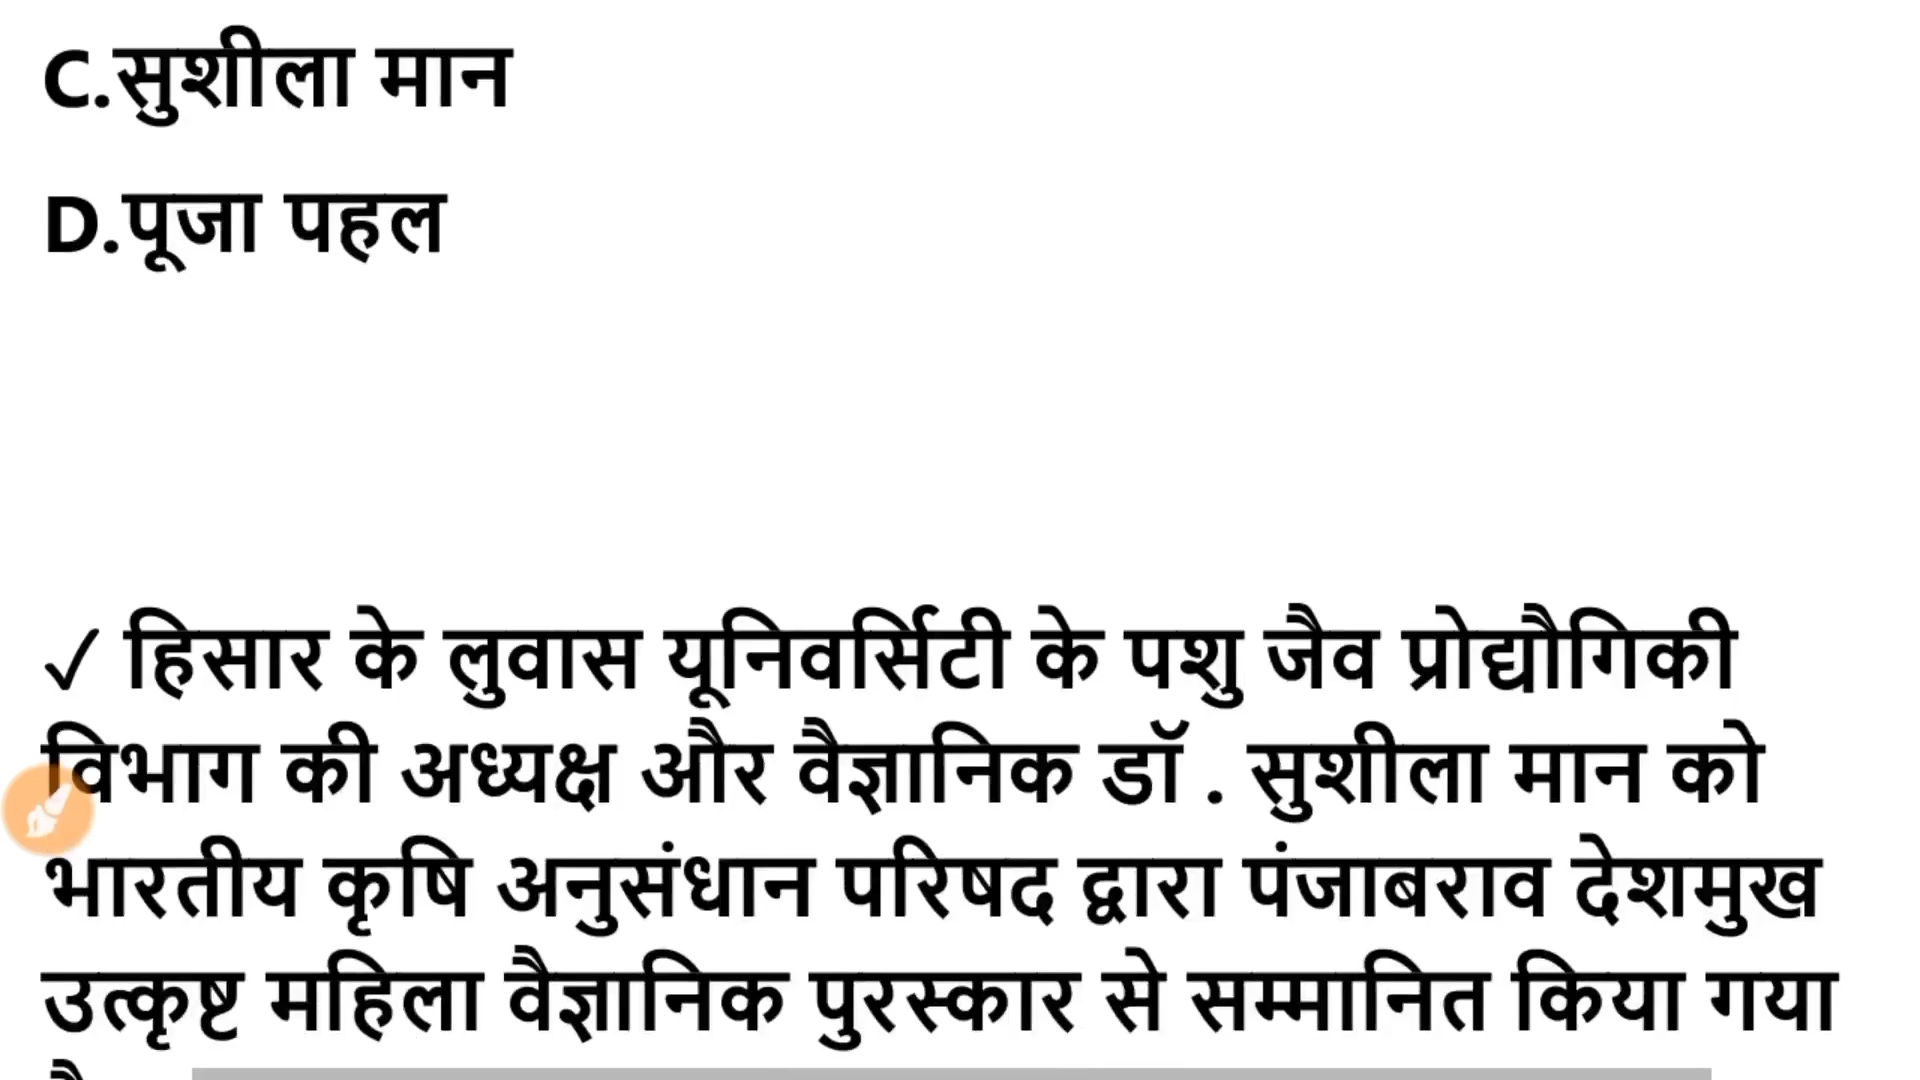 C.सुशीला मान
D.पूजा पहल
✓ हिसार के लुवास यूनिवर्सिटी के पशु जैव प्रोद्यौगिकी
विभाग की अध्यक्ष और वैज्ञानिक डॉ . सुशीला मान को
भारतीय कृषि अनुसंधान परिषद द्वारा पंजाबराव देशमुख
उत्कृष्ट महिला वैज्ञानिक पुरस्कार से सम्मानित किया गया